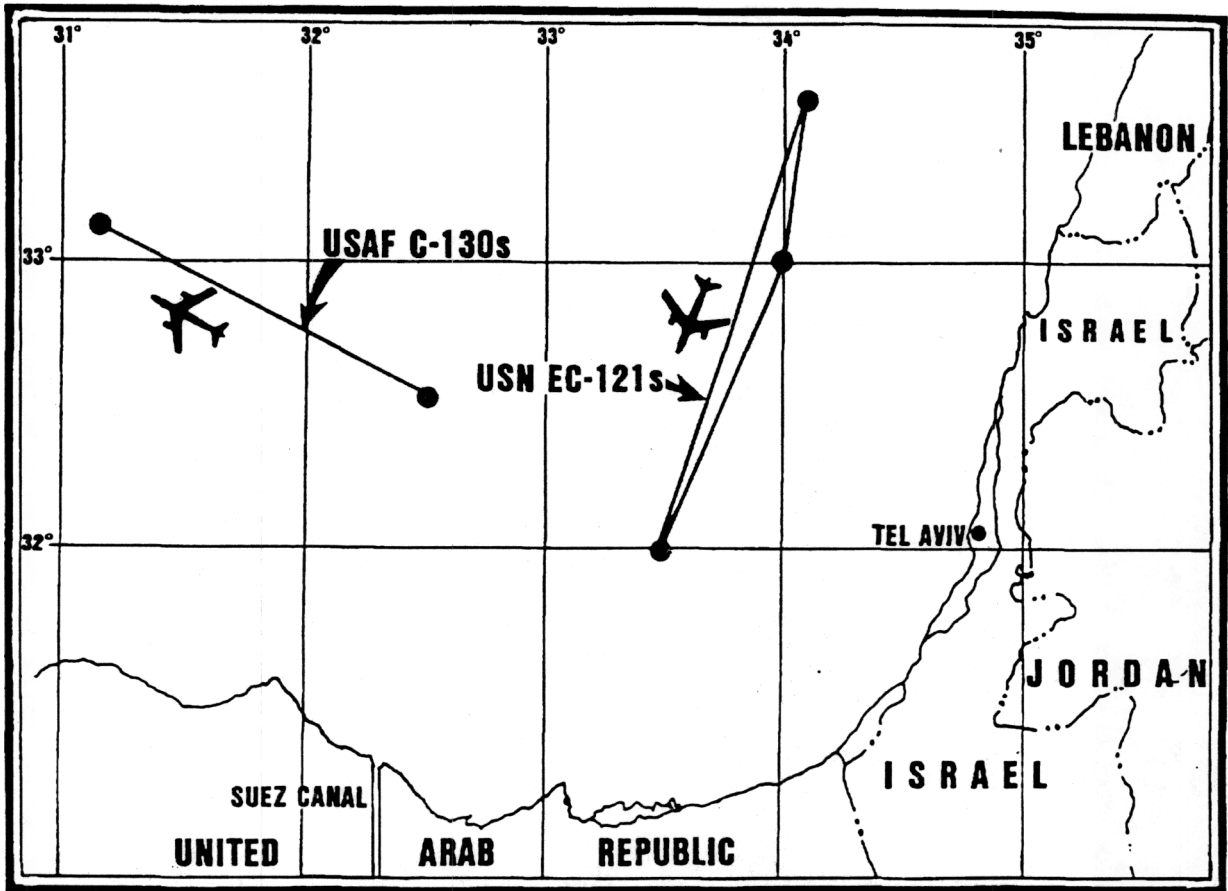 31° 32° 33° 34° 35°
LEBANON
USAF C-130s
33°
ISRAEL
USN EC-121s
TEL AVIV
32°
JORDAN
ISRAEL
SUEZ CANAL
UNITED ARAB REPUBLIC